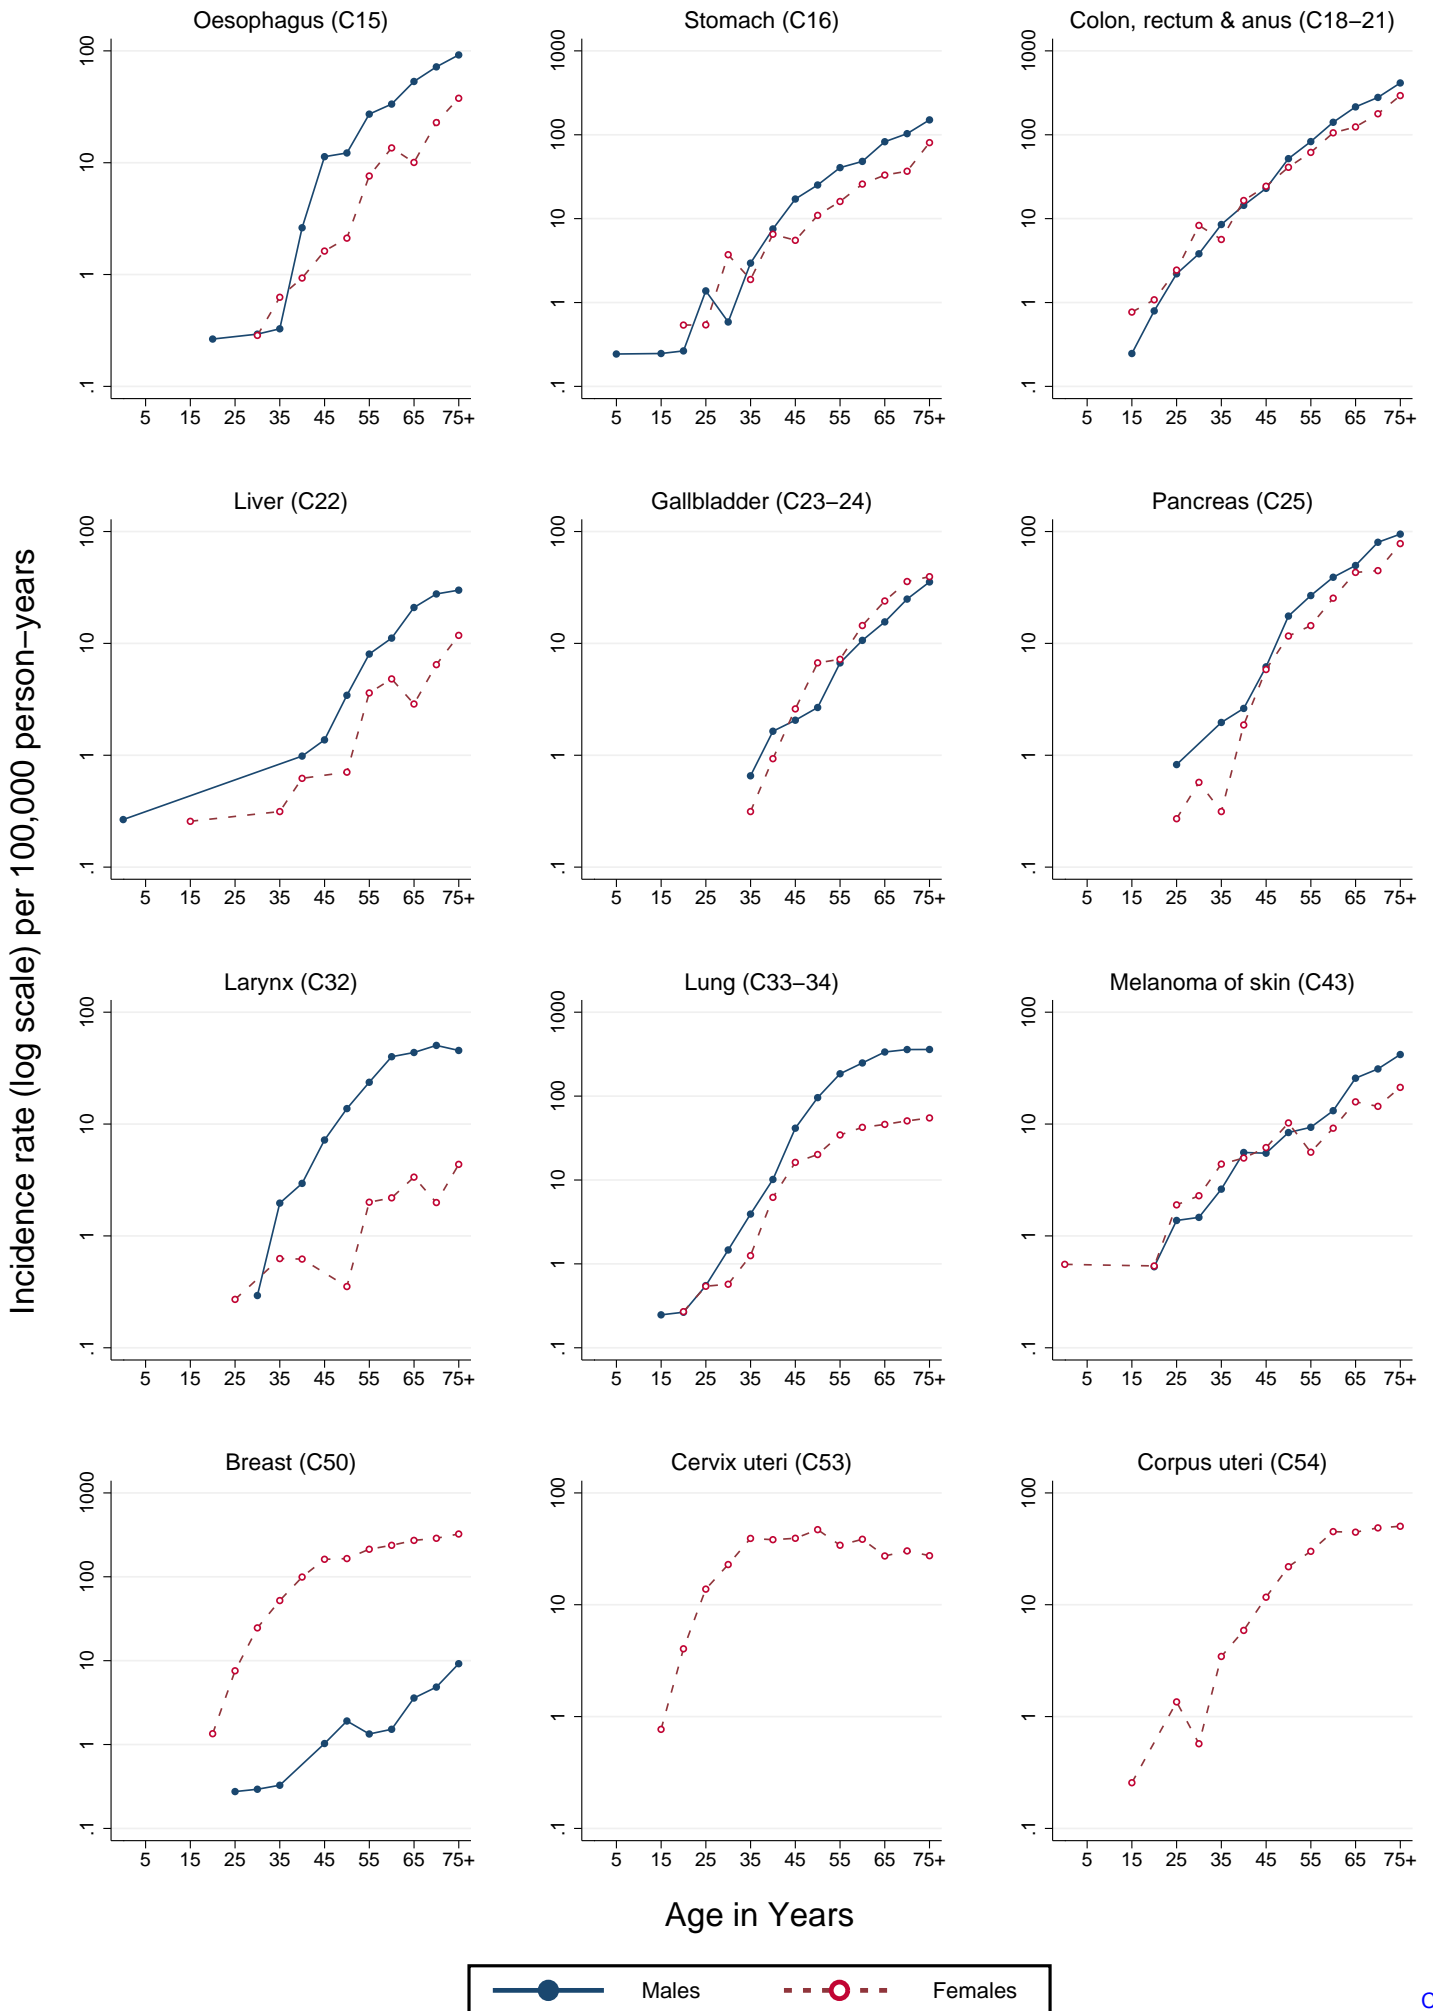 Oesophagus (C15)
Stomach (C16)
Colon, rectum & anus (C18–21)
100
10
1
.1
5 15 25 35 45 55 65 75+
1000
100
10
1
.1
5 15 25 35 45 55 65 75+
1000
100
10
1
.1
5 15 25 35 45 55 65 75+
Incidence rate (log scale) per 100,000 person–years
Liver (C22)
Gallbladder (C23–24)
Pancreas (C25)
100
10
1
.1
5 15 25 35 45 55 65 75+
100
10
1
.1
5 15 25 35 45 55 65 75+
100
10
1
.1
5 15 25 35 45 55 65 75+
Larynx (C32)
Lung (C33–34)
Melanoma of skin (C43)
100
10
1
.1
5 15 25 35 45 55 65 75+
1000
100
10
1
.1
5 15 25 35 45 55 65 75+
100
10
1
.1
5 15 25 35 45 55 65 75+
Breast (C50)
Cervix uteri (C53)
Corpus uteri (C54)
1000
100
10
1
.1
5 15 25 35 45 55 65 75+
100
10
1
.1
5 15 25 35 45 55 65 75+
100
10
1
.1
5 15 25 35 45 55 65 75+
Age in Years
Males Females